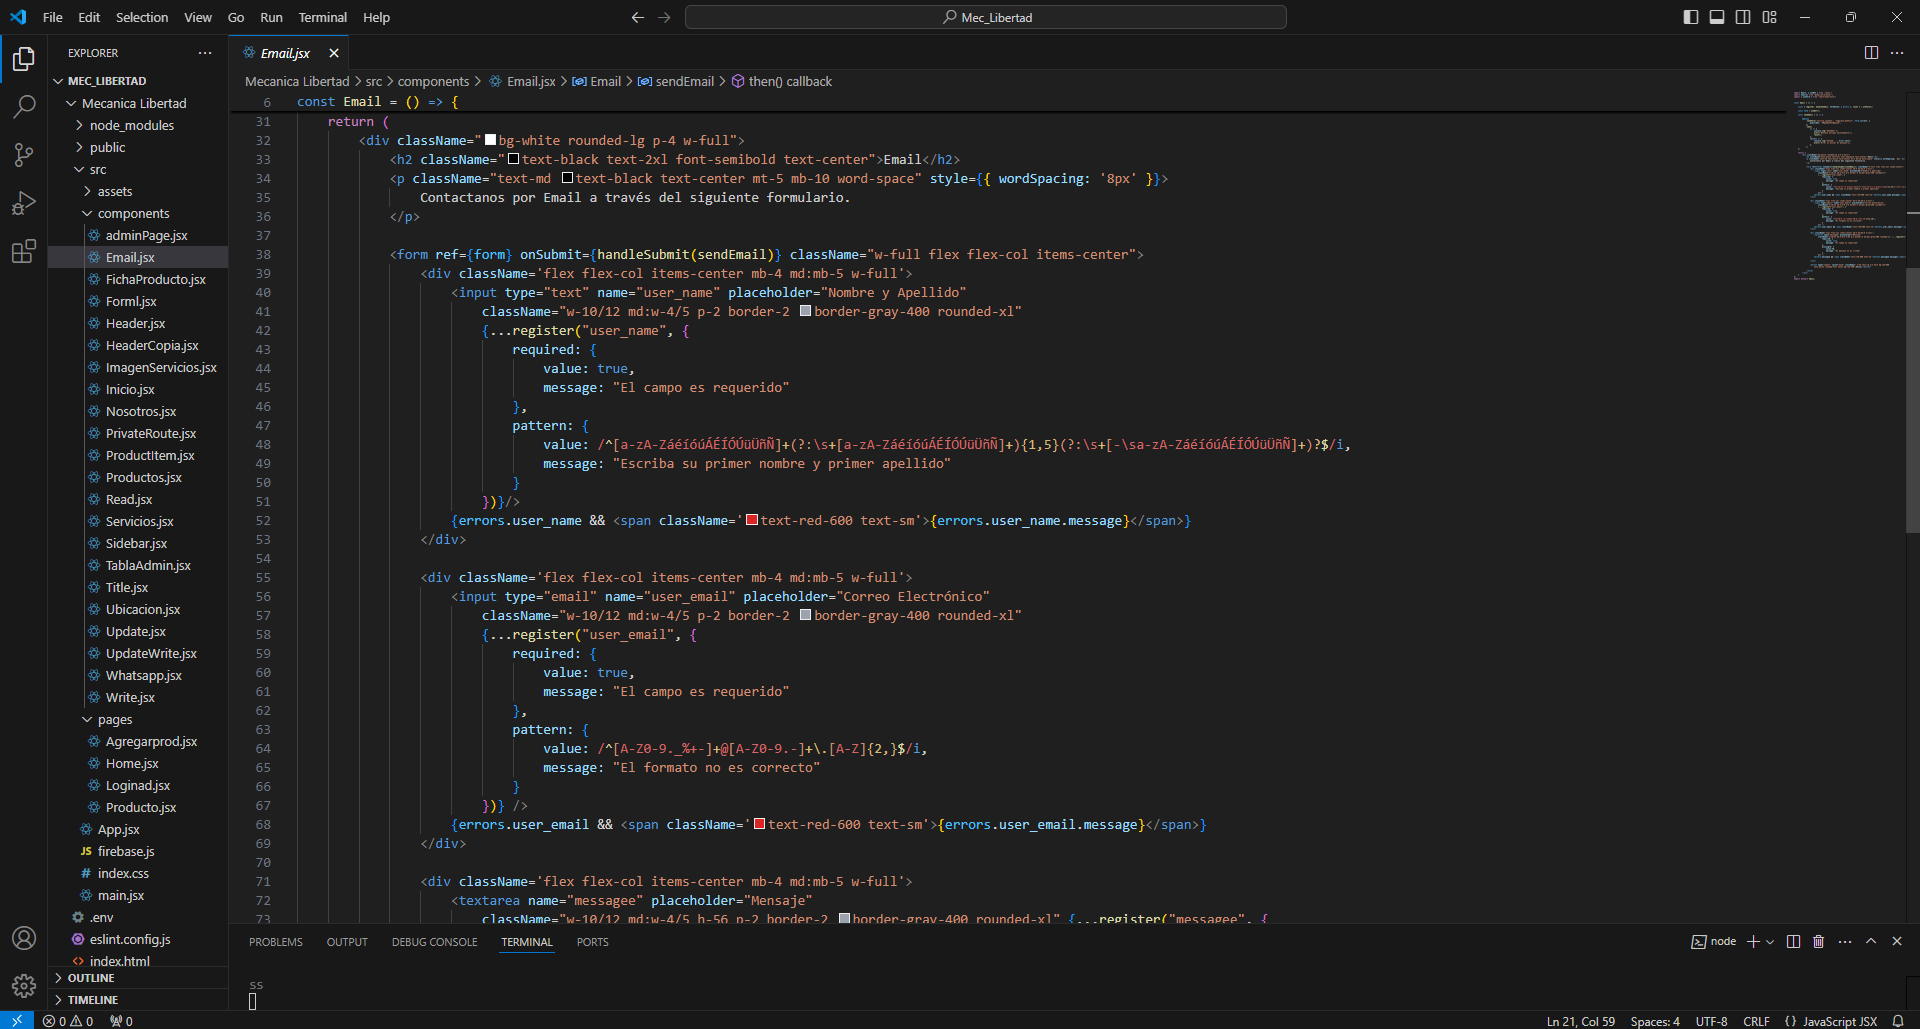 File Edit Selection View Go Run Terminal Help
Mec_Libertad
EXPLORER
MEC_LIBERTAD
Mecanica Libertad
node_modules
public
src
assets
components
adminPage.jsx
Email.jsx
FichaProducto.jsx
Forml.jsx
Header.jsx
HeaderCopia.jsx
ImagenServicios.jsx
Inicio.jsx
Nosotros.jsx
PrivateRoute.jsx
ProductItem.jsx
Productos.jsx
Read.jsx
Servicios.jsx
Sidebar.jsx
TablaAdmin.jsx
Title.jsx
Ubicacion.jsx
Update.jsx
UpdateWrite.jsx
Whatsapp.jsx
Write.jsx
pages
Agregarprod.jsx
Home.jsx
Loginad.jsx
Producto.jsx
App.jsx
JS firebase.js
# index.css
main.jsx
.env
eslint.config.js
index.html
OUTLINE
TIMELINE
Email.jsx
Mecanica Libertad > src > components > Email.jsx > Email > sendEmail > then() callback
6 const Email = () => {
31 return (
32 <div className="bg-white rounded-lg p-4 w-full">
33 <h2 className="text-black text-2xl font-semibold text-center">Email</h2>
34 <p className="text-md text-black text-center mt-5 mb-10 word-space" style={{ wordSpacing: '8px' }}>
35 Contactanos por Email a través del siguiente formulario.
36 </p>
37
38 <form ref={form} onSubmit={handleSubmit(sendEmail)} className="w-full flex flex-col items-center">
39 <div className='flex flex-col items-center mb-4 md:mb-5 w-full'>
40 <input type="text" name="user_name" placeholder="Nombre y Apellido"
41 className="w-10/12 md:w-4/5 p-2 border-2 border-gray-400 rounded-xl"
42 {...register("user_name", {
43 required: {
44 value: true,
45 message: "El campo es requerido"
46 },
47 pattern: {
48 value: /^[a-zA-ZáéíóúÁÉÍÓÚüÜñÑ]+(?:\s+[a-zA-ZáéíóúÁÉÍÓÚüÜñÑ]+){1,5}(?:\s+[-\sa-zA-ZáéíóúÁÉÍÓÚüÜñÑ]+)?$/i,
49 message: "Escriba su primer nombre y primer apellido"
50 }
51 })}/>
52 {errors.user_name && <span className='text-red-600 text-sm'>{errors.user_name.message}</span>}
53 </div>
54
55 <div className='flex flex-col items-center mb-4 md:mb-5 w-full'>
56 <input type="email" name="user_email" placeholder="Correo Electrónico"
57 className="w-10/12 md:w-4/5 p-2 border-2 border-gray-400 rounded-xl"
58 {...register("user_email", {
59 required: {
60 value: true,
61 message: "El campo es requerido"
62 },
63 pattern: {
64 value: /^[A-Z0-9._%+-]+@[A-Z0-9.-]+\.[A-Z]{2,}$/i,
65 message: "El formato no es correcto"
66 }
67 })} />
68 {errors.user_email && <span className='text-red-600 text-sm'>{errors.user_email.message}</span>}
69 </div>
70
71 <div className='flex flex-col items-center mb-4 md:mb-5 w-full'>
72 <textarea name="messagee" placeholder="Mensaje"
73 className="w-10/12 md:w-4/5 h-56 p-2 border-2 border-gray-400 rounded-xl" {...register("messagee", {
PROBLEMS OUTPUT DEBUG CONSOLE TERMINAL PORTS
node
ss
0 0 0
Ln 21, Col 59 Spaces: 4 UTF-8 CRLF {} JavaScript JSX